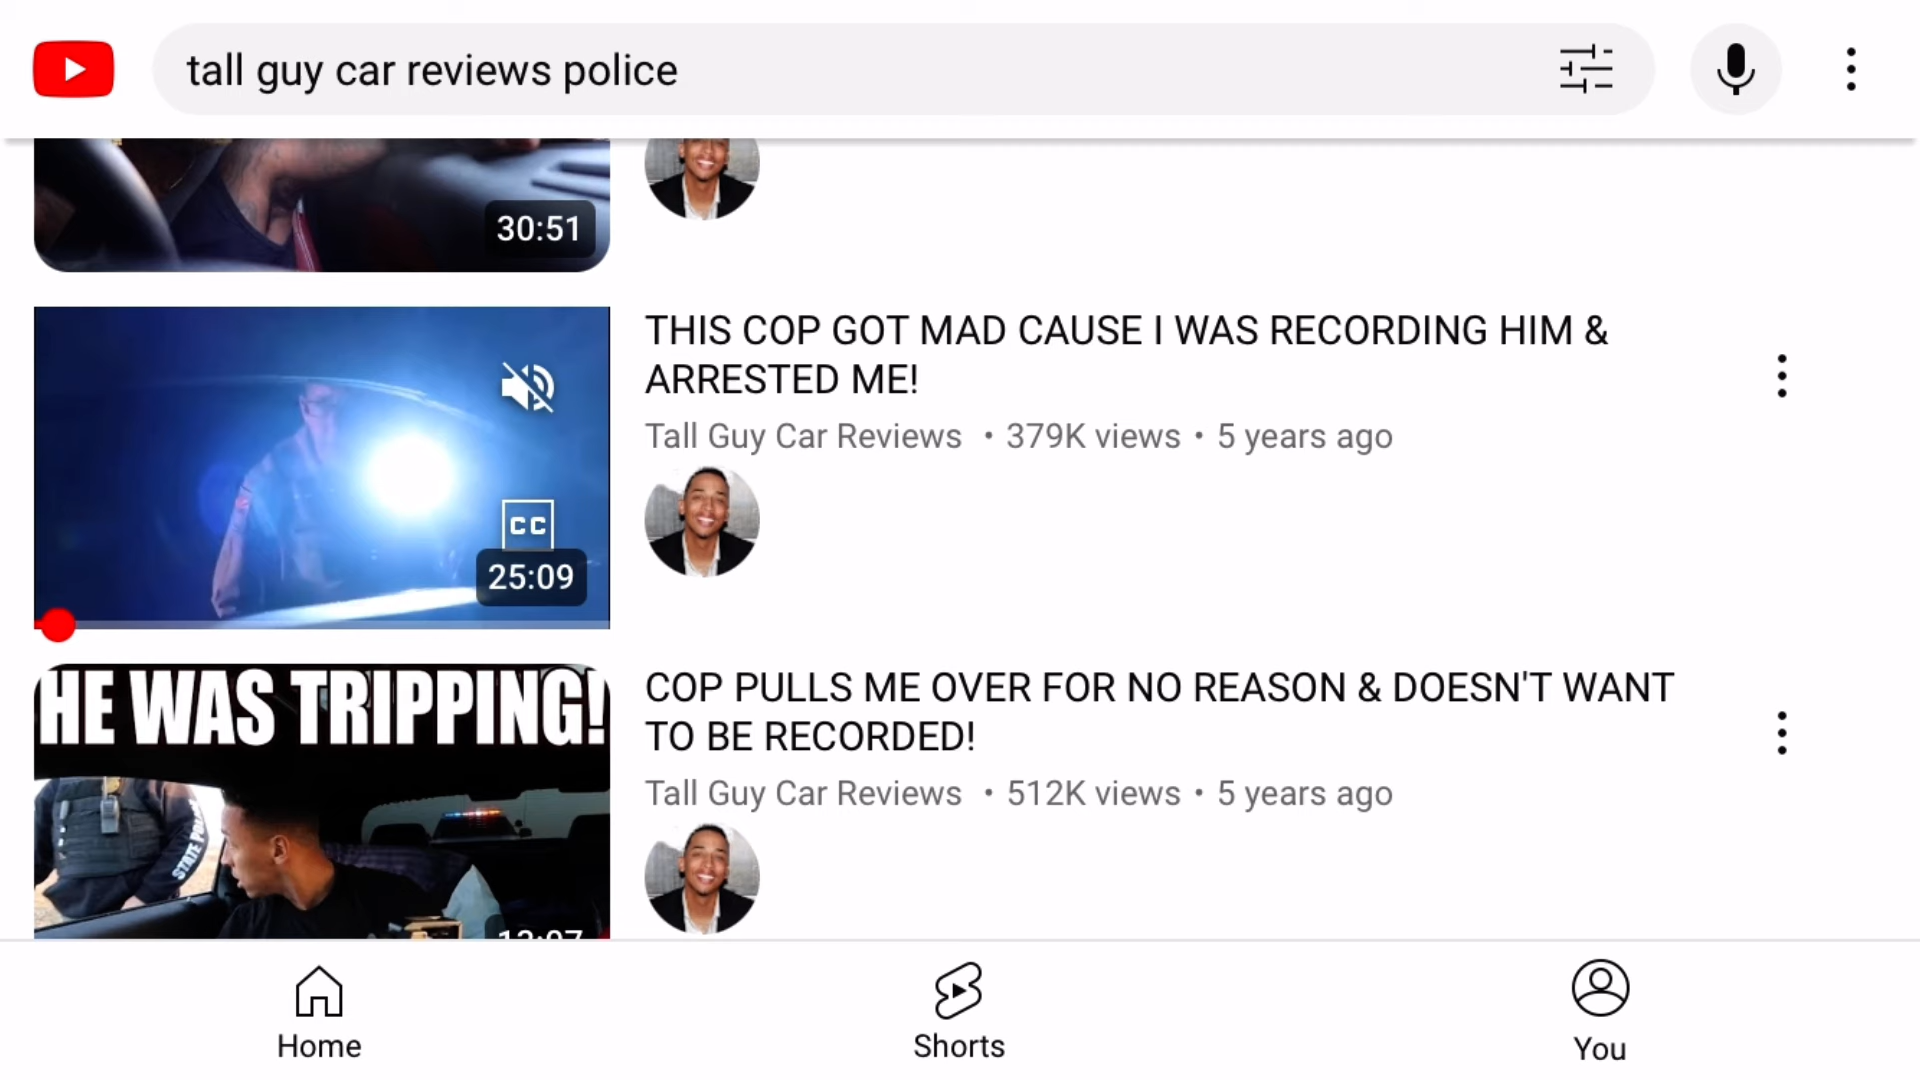 tall guy car reviews police
30:51
THIS COP GOT MAD CAUSE I WAS RECORDING HIM &
ARRESTED ME!
Tall Guy Car Reviews • 379K views • 5 years ago
CC
25:09
HE WAS TRIPPING!
STATE POLICE
COP PULLS ME OVER FOR NO REASON & DOESN'T WANT
TO BE RECORDED!
Tall Guy Car Reviews • 512K views • 5 years ago
Home
Shorts
You